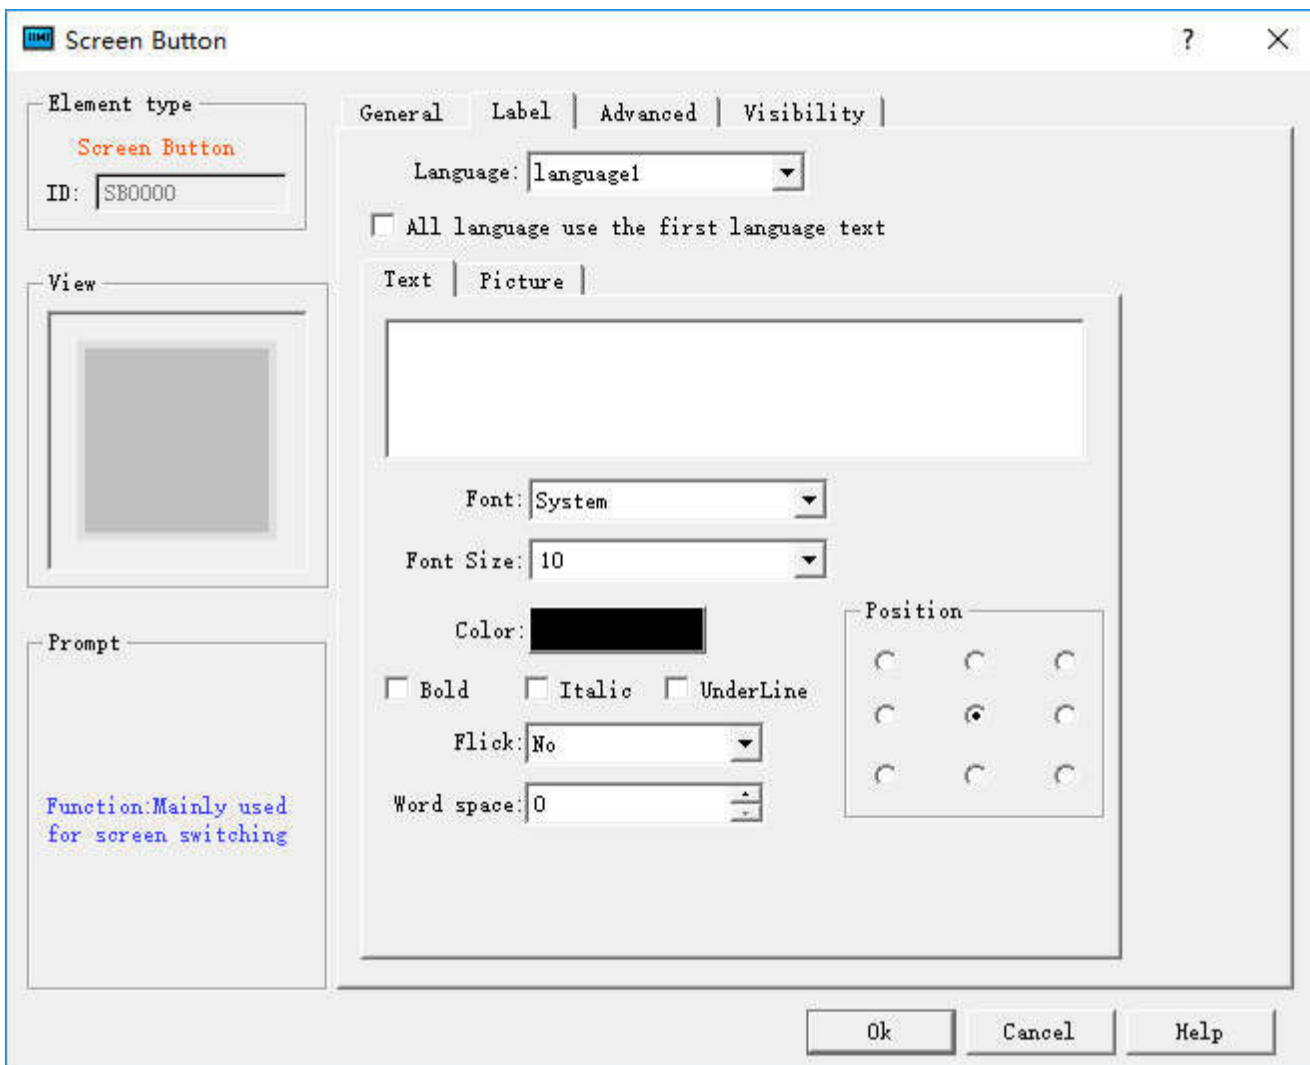 Screen Button
Element type
Screen Button
ID: SB0000
View
Prompt
Function:Mainly used
for screen switching
General Label Advanced Visibility
Language: language1
All language use the first language text
Text Picture
Font: System
Font Size: 10
Color:
Bold Italic UnderLine
Flick: No
Word space: 0
Position
Ok Cancel Help